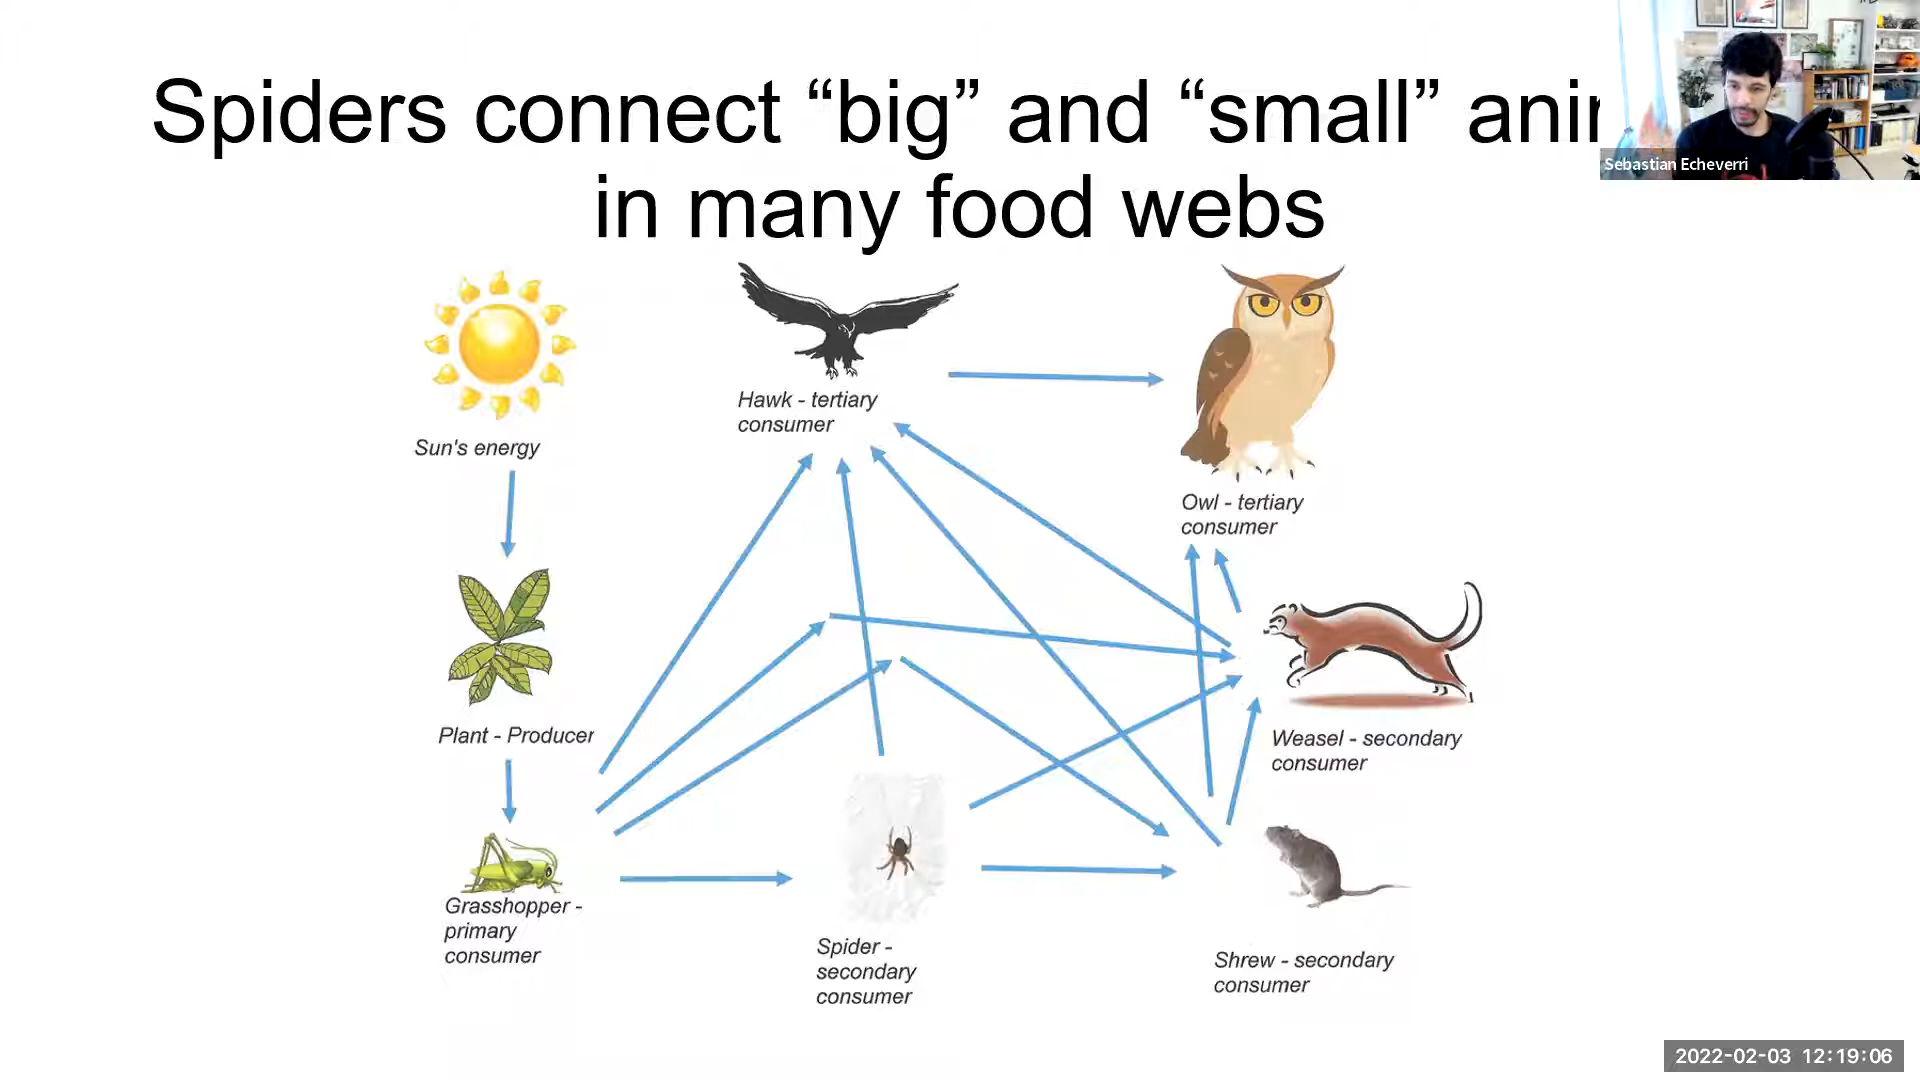 Spiders connect “big” and “small” ani
in many food webs
Sebastian Echeverri
Hawk - tertiary
consumer
Sun's energy
Owl - tertiary
consumer
Plant - Producer
Weasel - secondary
consumer
Grasshopper -
primary
consumer
Spider -
secondary
consumer
Shrew - secondary
consumer
2022-02-03 12:19:06